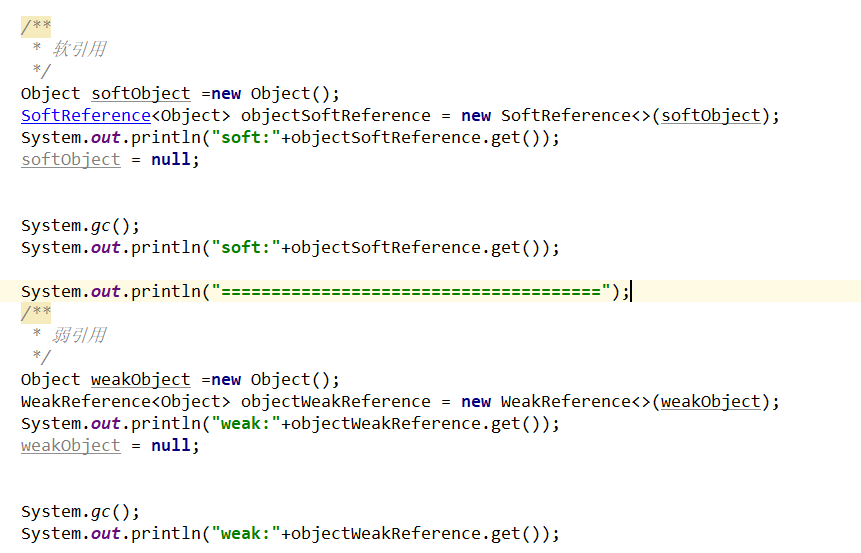 /**
 * 软引用
 */
Object softObject =new Object();
SoftReference<Object> objectSoftReference = new SoftReference<>(softObject);
System.out.println("soft:"+objectSoftReference.get());
softObject = null;
System.gc();
System.out.println("soft:"+objectSoftReference.get());
System.out.println("======================================");
/**
 * 弱引用
 */
Object weakObject =new Object();
WeakReference<Object> objectWeakReference = new WeakReference<>(weakObject);
System.out.println("weak:"+objectWeakReference.get());
weakObject = null;
System.gc();
System.out.println("weak:"+objectWeakReference.get());